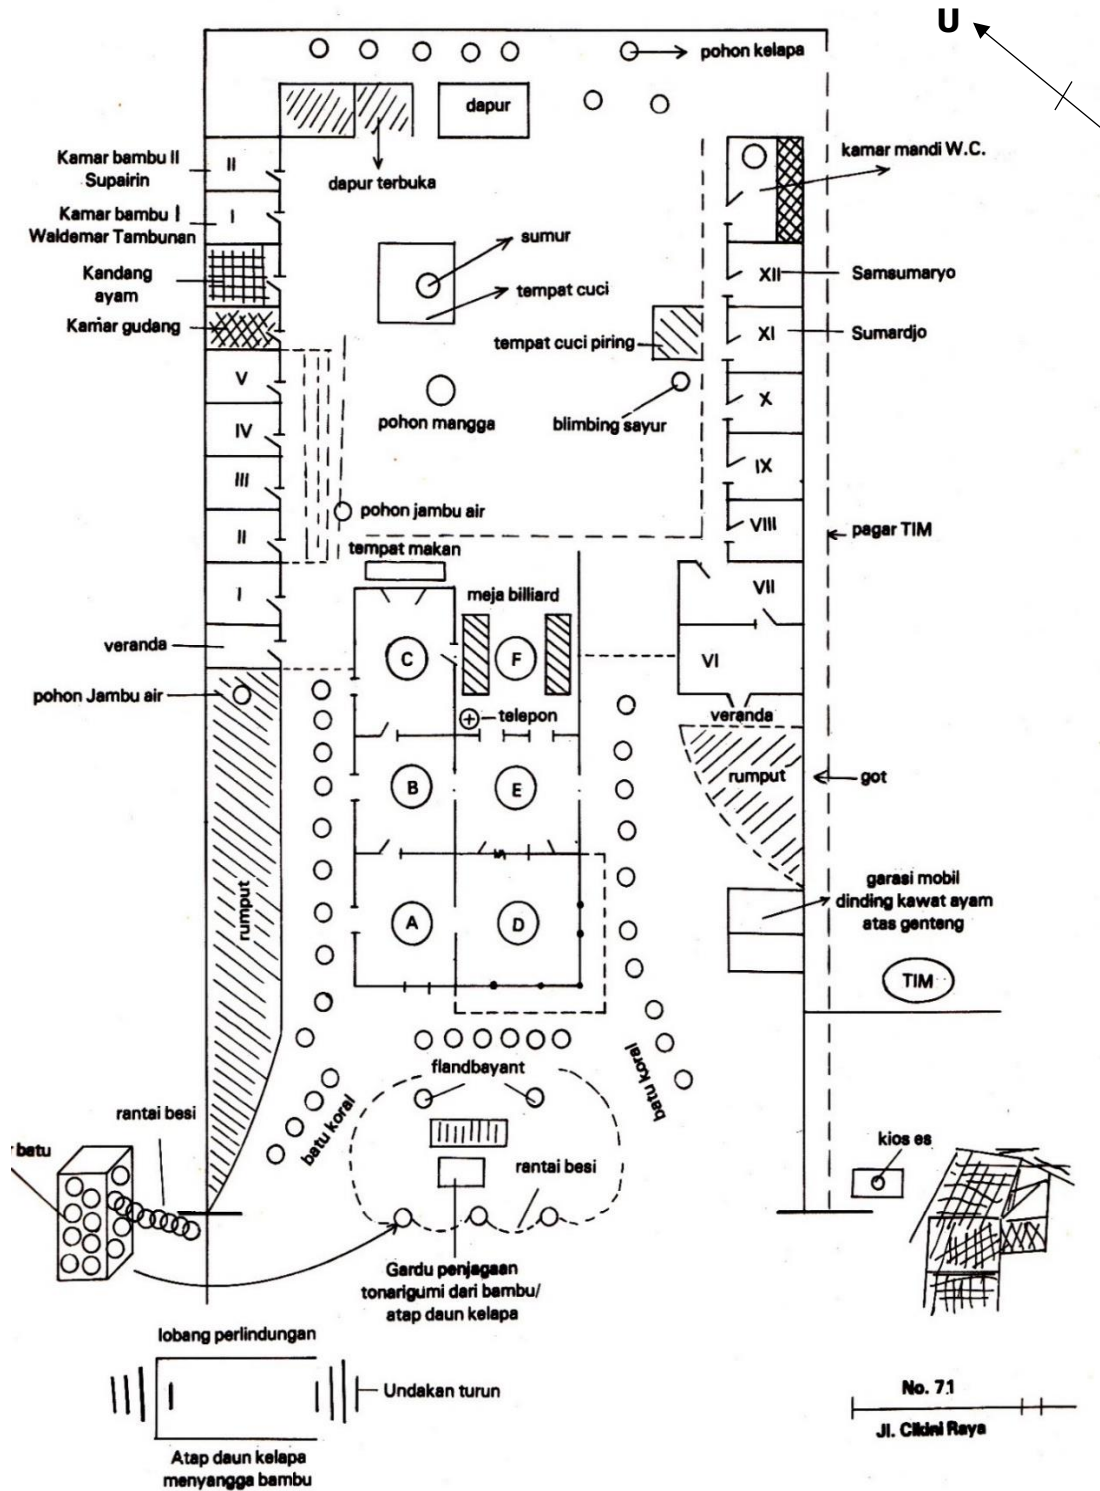 U
pohon kelapa
dapur
Kamar bambu II
Supairin
II
dapur terbuka
kamar mandi W.C.
Kamar bambu I
Waldemar Tambunan
I
sumur
Kandang
ayam
tempat cuci
XII
Samsumaryo
Kamar gudang
tempat cuci piring
XI
Sumardjo
V
X
pohon mangga
blimbing sayur
IV
IX
III
pohon jambu air
VIII
pagar TIM
II
tempat makan
I
meja billiard
VII
veranda
C
F
VI
pohon Jambu air
telepon
veranda
B
E
rumput
got
rumput
A
D
garasi mobil
dinding kawat ayam
atas genteng
TIM
flandbayant
batu koral
batu koral
rantai besi
batu
rantai besi
kios es
Gardu penjagaan
tonarigumi dari bambu/
atap daun kelapa
lobang perlindungan
Undakan turun
Atap daun kelapa
menyangga bambu
No. 71
Jl. Cikini Raya